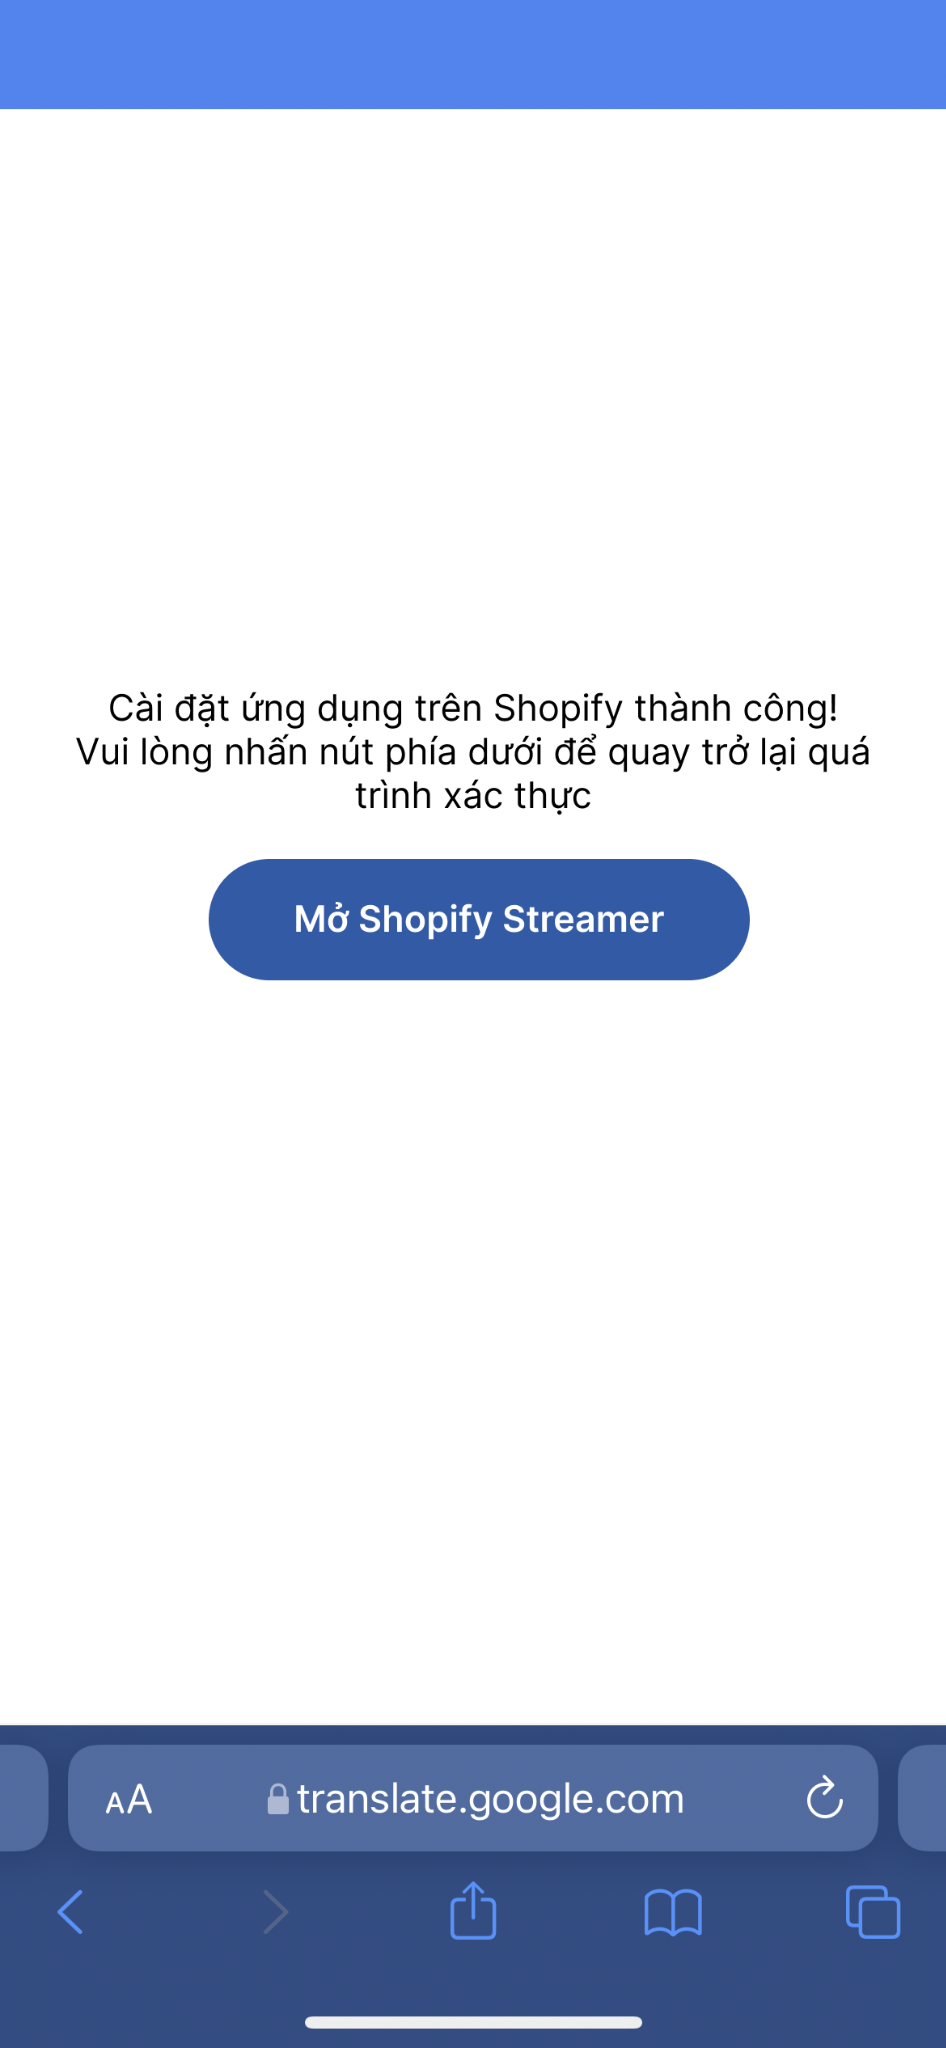 Cài đặt ứng dụng trên Shopify thành công!
Vui lòng nhấn nút phía dưới để quay trở lại quá
trình xác thực
Mở Shopify Streamer
AA translate.google.com